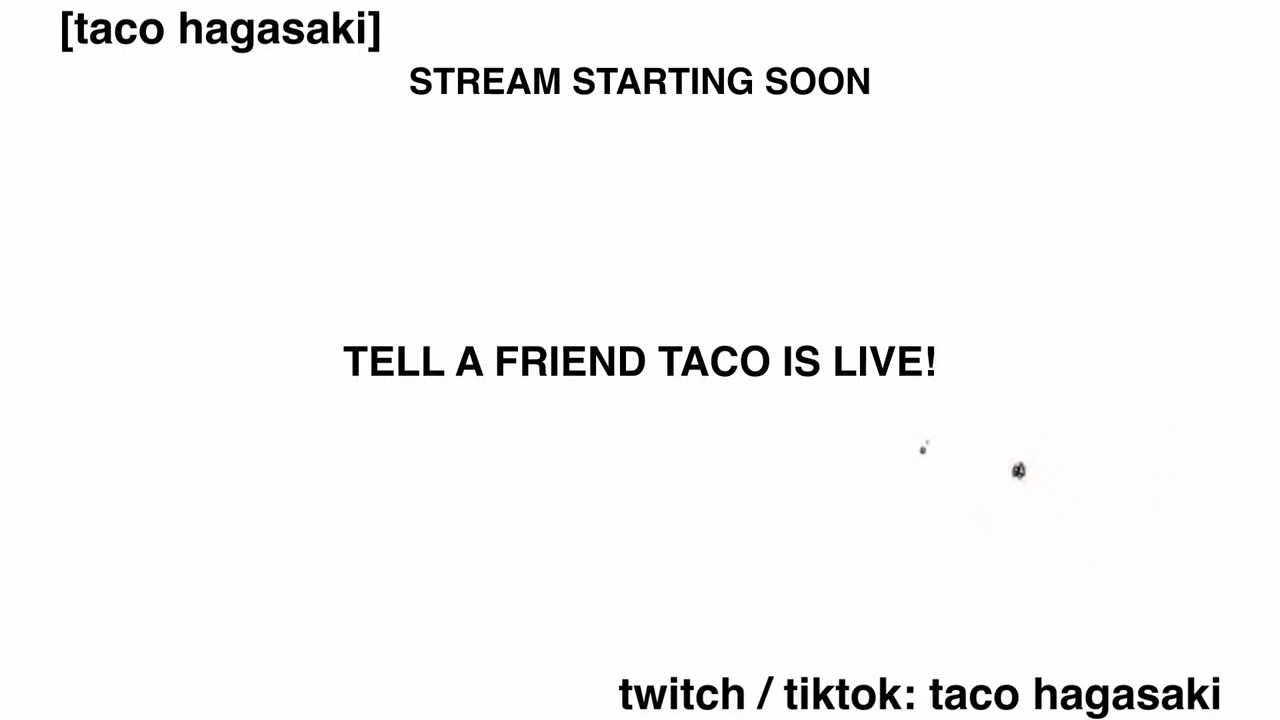 [taco hagasaki]
STREAM STARTING SOON
TELL A FRIEND TACO IS LIVE!
twitch / tiktok: taco hagasaki